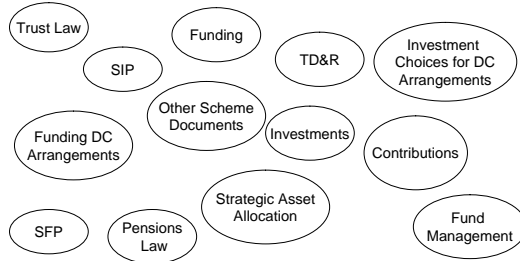 Trust Law
Funding
SIP
TD&R
Investment
Choices for DC
Arrangements
Other Scheme
Documents
Funding DC
Arrangements
Investments
Contributions
Strategic Asset
Allocation
SFP
Pensions
Law
Fund
Management